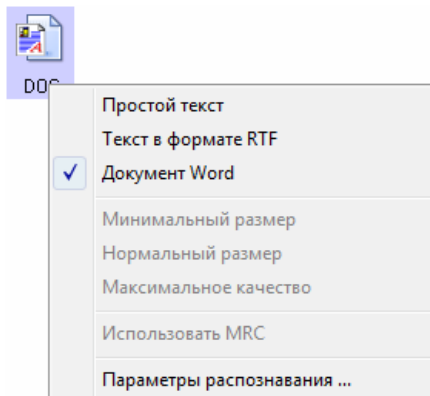 DOC
Простой текст
Текст в формате RTF
Документ Word
Минимальный размер
Нормальный размер
Максимальное качество
Использовать MRC
Параметры распознавания ...